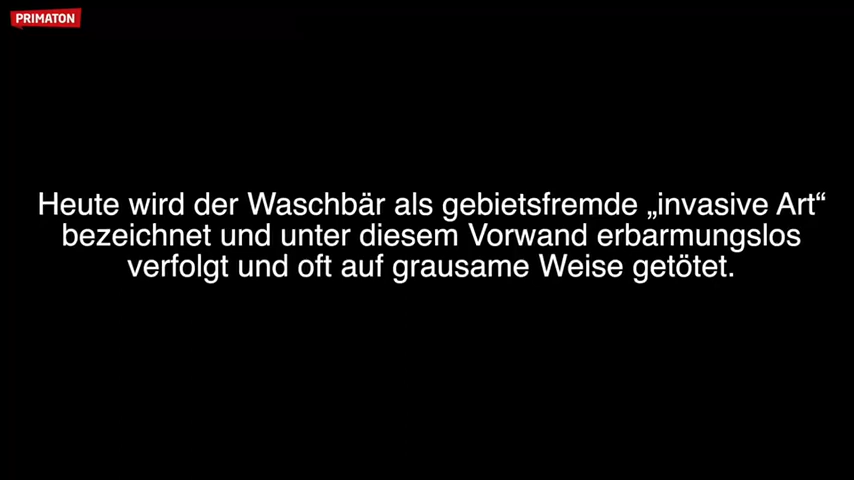 PRIMATON
Heute wird der Waschbär als gebietsfremde „invasive Art“
bezeichnet und unter diesem Vorwand erbarmungslos
verfolgt und oft auf grausame Weise getötet.